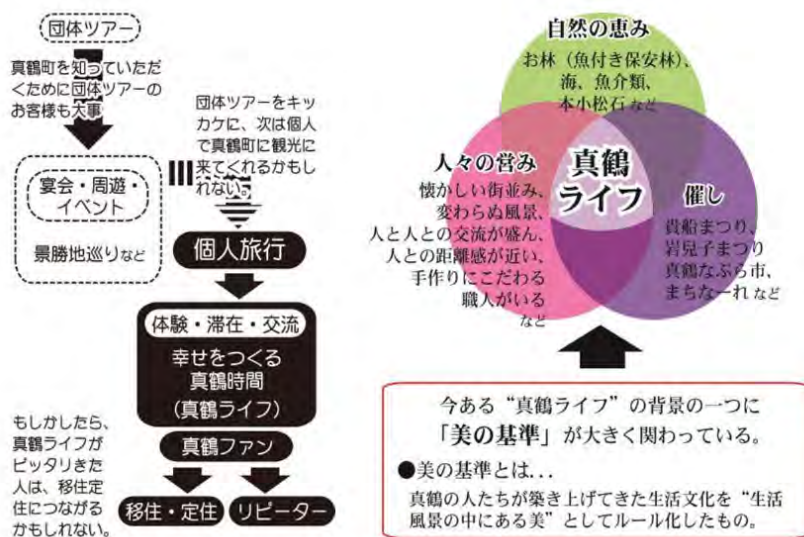 団体ツアー
真鶴町を知っていただ
くために団体ツアーの
お客様も大事
団体ツアーをキッ
カケに、次は個人
で真鶴町に観光に
来てくれるかもし
れない。
宴会・周遊・
イベント
景勝地巡りなど
個人旅行
体験・滞在・交流
幸せをつくる
真鶴時間
(真鶴ライフ)
真鶴ファン
もしかしたら、
真鶴ライフが
ピッタリきた
人は、移住定
住につながる
かもしれない。
移住・定住
リピーター
自然の恵み
お林（魚付き保安林）、
海、魚介類、
本小松石 など
人々の営み
懐かしい街並み、
変わらぬ風景、
人と人との交流が盛ん、
人との距離感が近い、
手作りにこだわる
職人がいる
など
真鶴
ライフ
催し
貴船まつり、
岩兒子まつり
真鶴なぶら市、
まちなーれ など
今ある“真鶴ライフ”の背景の一つに
「美の基準」が大きく関わっている。
●美の基準とは…
真鶴の人たちが築き上げてきた生活文化を“生活
風景の中にある美”としてルール化したもの。